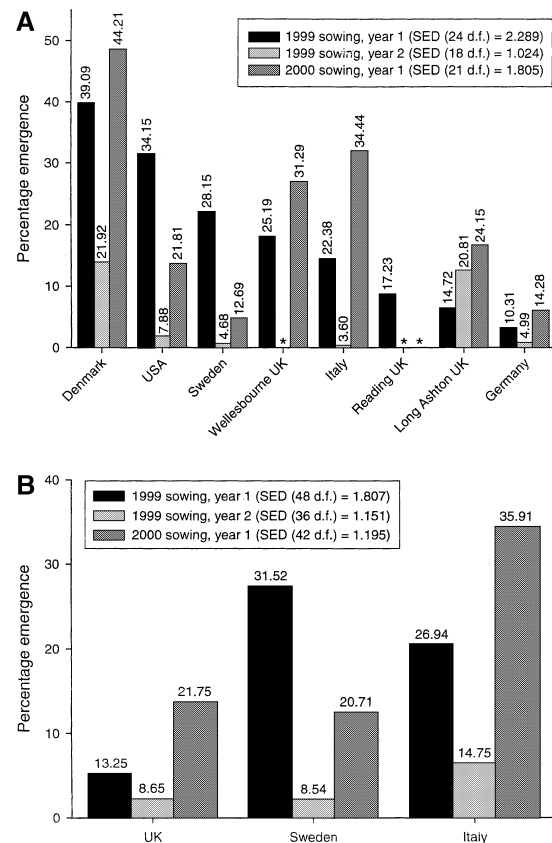 A
1999 sowing, year 1 (SED (24 d.f.) = 2.289)
1999 sowing, year 2 (SED (18 d.f.) = 1.024)
2000 sowing, year 1 (SED (21 d.f.) = 1.805)
Percentage emergence
50
40
30
20
10
0
39.09
21.92
44.21
34.15
7.88
21.81
28.15
4.68
12.69
25.19
*
31.29
22.38
3.60
34.44
17.23
*
*
14.72
20.81
24.15
10.31
4.99
14.28
Denmark
USA
Sweden
Wellesbourne UK
Italy
Reading UK
Long Ashton UK
Germany
B
1999 sowing, year 1 (SED (48 d.f.) = 1.807)
1999 sowing, year 2 (SED (36 d.f.) = 1.151)
2000 sowing, year 1 (SED (42 d.f.) = 1.195)
Percentage emergence
40
30
20
10
0
13.25
8.65
21.75
31.52
8.54
20.71
26.94
14.75
35.91
UK
Sweden
Italy